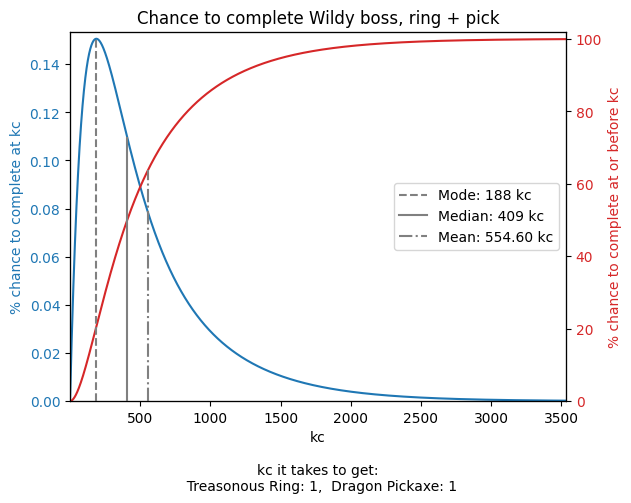 Chance to complete Wildy boss, ring + pick
% chance to complete at kc
0.14
0.12
0.10
0.08
0.06
0.04
0.02
0.00
100
80
60
40
20
0
% chance to complete at or before kc
Mode: 188 kc
Median: 409 kc
Mean: 554.60 kc
500 1000 1500 2000 2500 3000 3500
kc
kc it takes to get:
Treasonous Ring: 1,  Dragon Pickaxe: 1